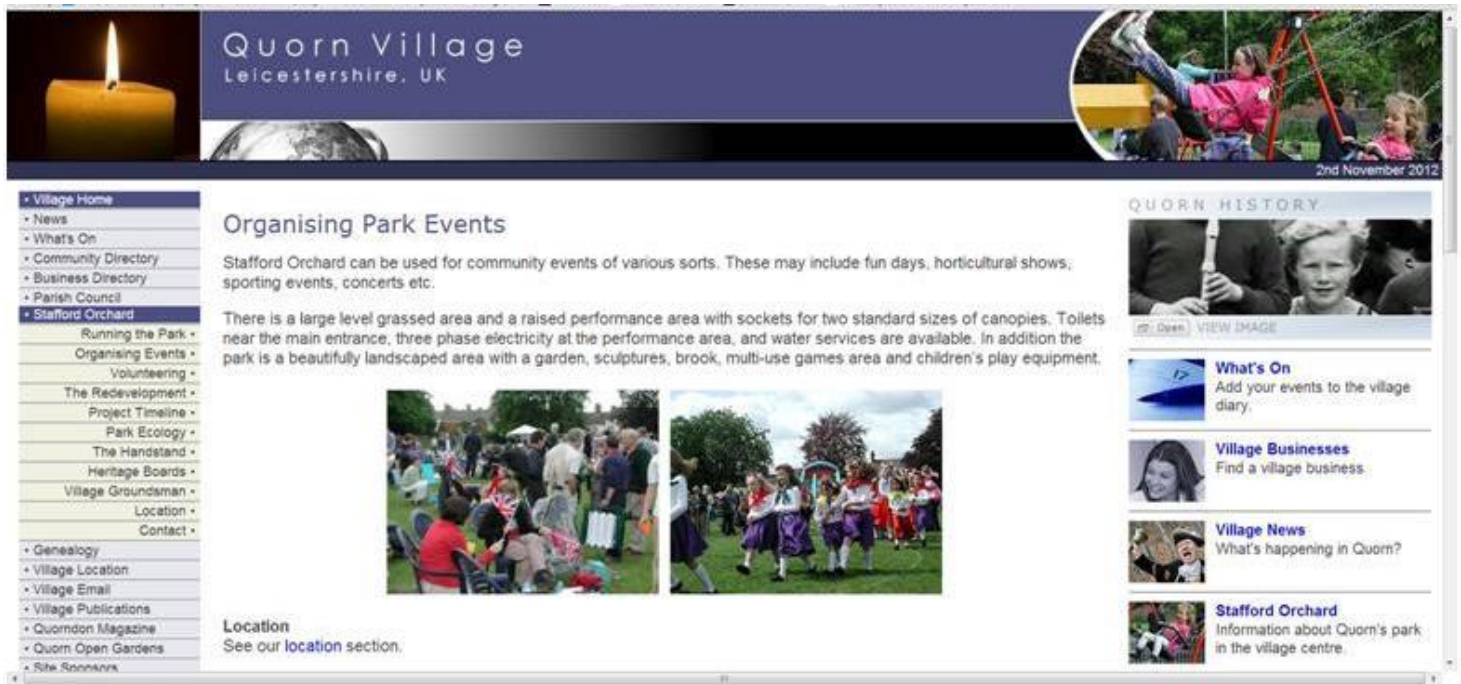 Quorn Village
Leicestershire, UK
2nd November 2012
• Village Home
• News
• What's On
• Community Directory
• Business Directory
• Parish Council
• Stafford Orchard
Running the Park •
Organising Events •
Volunteering •
The Redevelopment •
Project Timeline •
Park Ecology •
The Handstand •
Heritage Boards •
Village Groundsman •
Location •
Contact •
• Genealogy
• Village Location
• Village Email
• Village Publications
• Quorndon Magazine
• Quorn Open Gardens
• Site Sponsors
Organising Park Events
Stafford Orchard can be used for community events of various sorts. These may include fun days, horticultural shows,
sporting events, concerts etc.
There is a large level grassed area and a raised performance area with sockets for two standard sizes of canopies. Toilets
near the main entrance, three phase electricity at the performance area, and water services are available. In addition the
park is a beautifully landscaped area with a garden, sculptures, brook, multi-use games area and children's play equipment.
Location
See our location section.
QUORN HISTORY
Open VIEW IMAGE
17
What's On
Add your events to the village
diary.
Village Businesses
Find a village business
Village News
What's happening in Quorn?
Stafford Orchard
Information about Quorn's park
in the village centre.